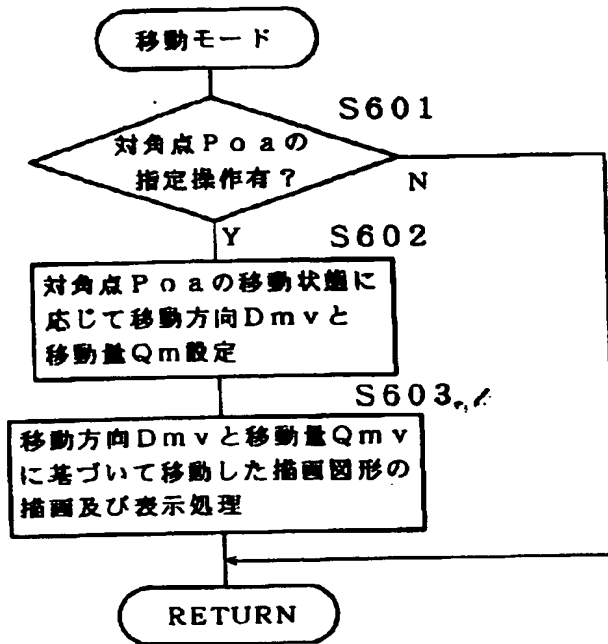 移動モード
S601
対角点Poaの
指定操作有？
N
Y
S602
対角点Poaの移動状態に
応じて移動方向Dmvと
移動量Qm設定
S603
移動方向Dmvと移動量Qmv
に基づいて移動した描画図形の
描画及び表示処理
RETURN